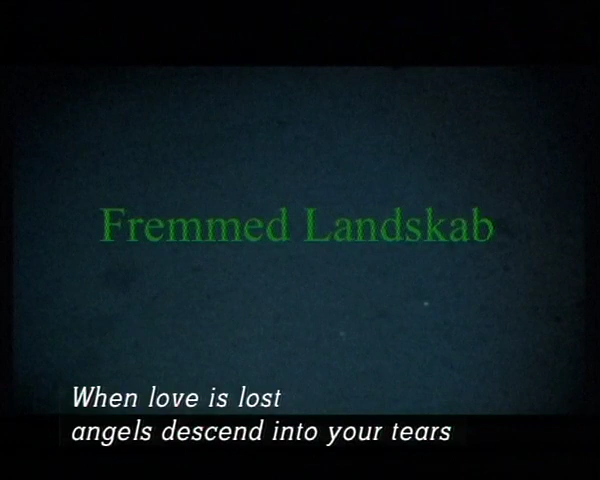 Fremmed Landskab
When love is lost
angels descend into your tears